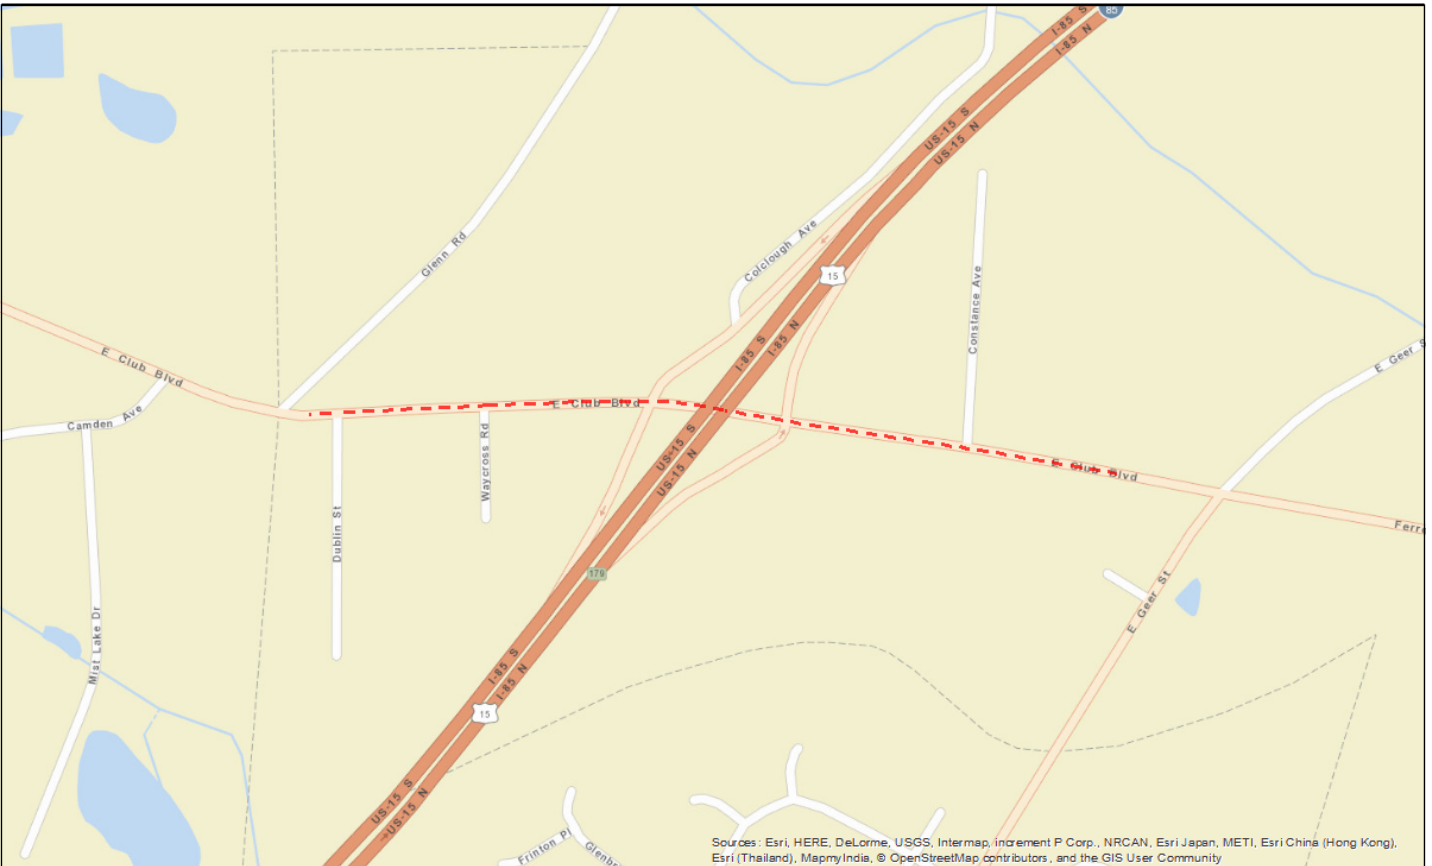 I-85 S
85
I-85 N
US-15 S
US-15 N
Glenn Rd
Colclough Ave
15
Constance Ave
I-85 S
I-85 N
E Club Blvd
E Geer S
Camden Ave
E Club Blvd
Waycross Rd
US-15 S
US-15 N
E Club Blvd
Ferre
Dublin St
179
E Geer St
Mist Lake Dr
I-85 S
I-85 N
15
US-15 S
US-15 N
Frinton Pl
Glenbr
Sources: Esri, HERE, DeLorme, USGS, Intermap, increment P Corp., NRCAN, Esri Japan, METI, Esri China (Hong Kong),
Esri (Thailand), MapmyIndia, © OpenStreetMap contributors, and the GIS User Community